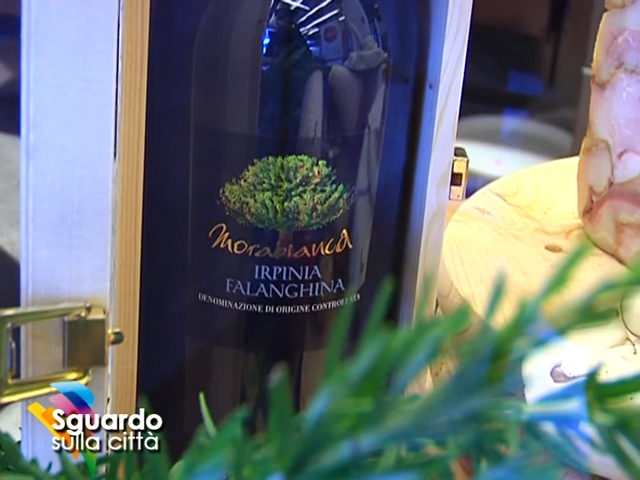 Morabianca
IRPINIA
FALANGHINA
DENOMINAZIONE DI ORIGINE CONTROLLATA
Sguardo
sulla città